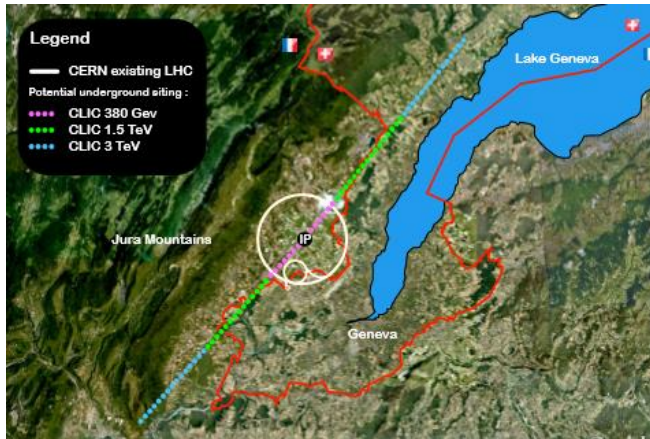 Legend
CERN existing LHC
Potential underground siting :
CLIC 380 Gev
CLIC 1.5 TeV
CLIC 3 TeV
Lake Geneva
Jura Mountains
IP
Geneva